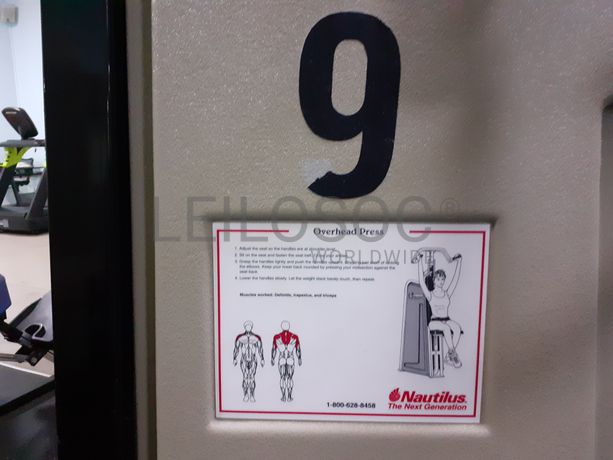 9
LEILOSOC®
WORLDWIDE
Overhead Press
1. Adjust the seat so the handles are at shoulder level.
2. Sit on the seat and fasten the seat belt
3. Grasp the handles lightly and push the handles
the elbows. Keep your lower back rounded by pressing your midsection against the
seat back.
4. Lower the handles slowly. Let the weight stack barely touch, then repeat.
Muscles worked: Deltoids, trapezius, and triceps
1-800-628-8458
Nautilus®
The Next Generation